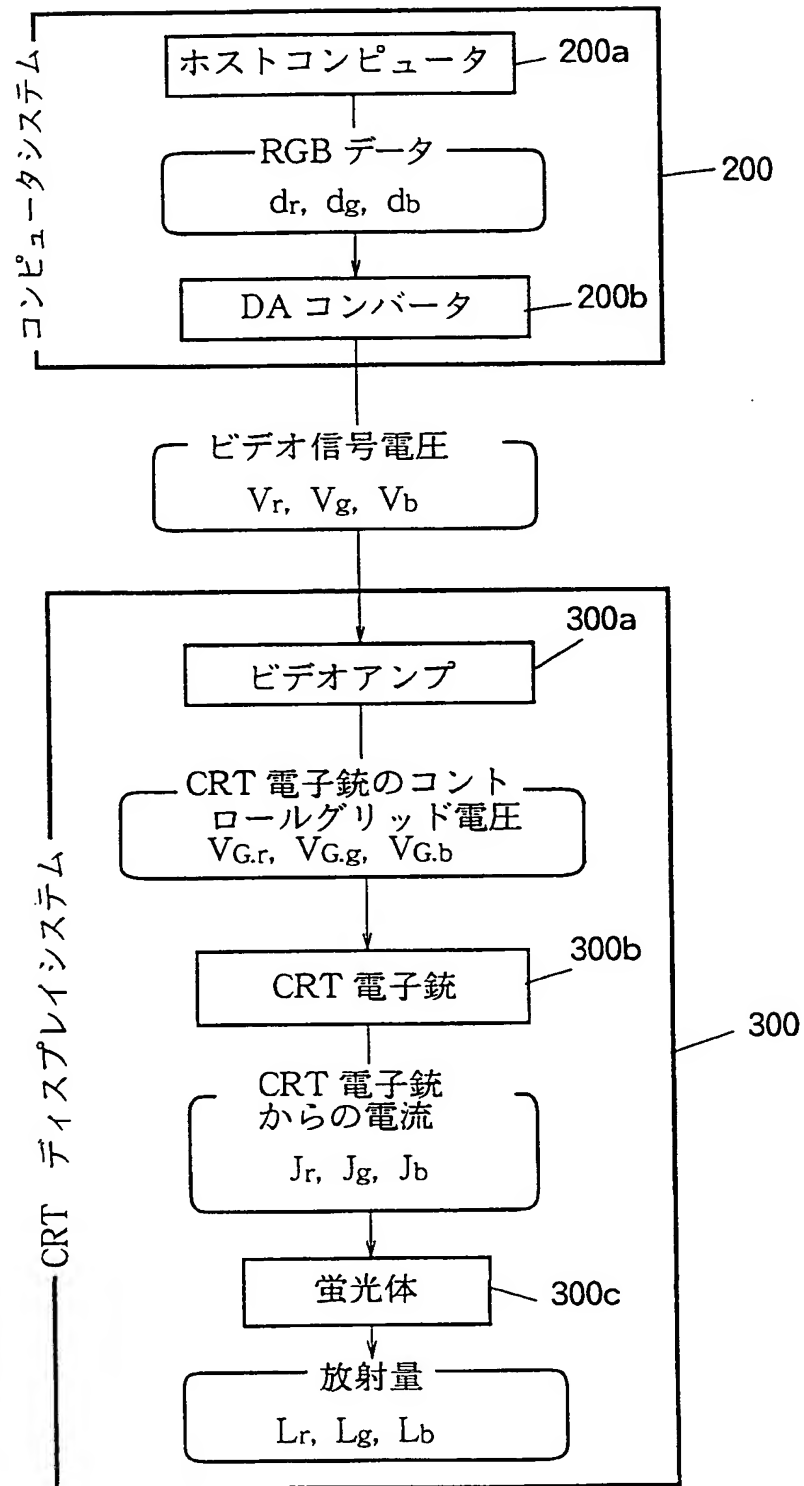 コンピュータシステム
ホストコンピュータ
200a
RGB データ
dr, dg, db
200
DA コンバータ
200b
ビデオ信号電圧
Vr, Vg, Vb
CRT ディスプレイシステム
300a
ビデオアンプ
CRT 電子銃のコント
ロールグリッド電圧
VG.r, VG.g, VG.b
300b
CRT 電子銃
300
CRT 電子銃
からの電流
Jr, Jg, Jb
蛍光体
300c
放射量
Lr, Lg, Lb